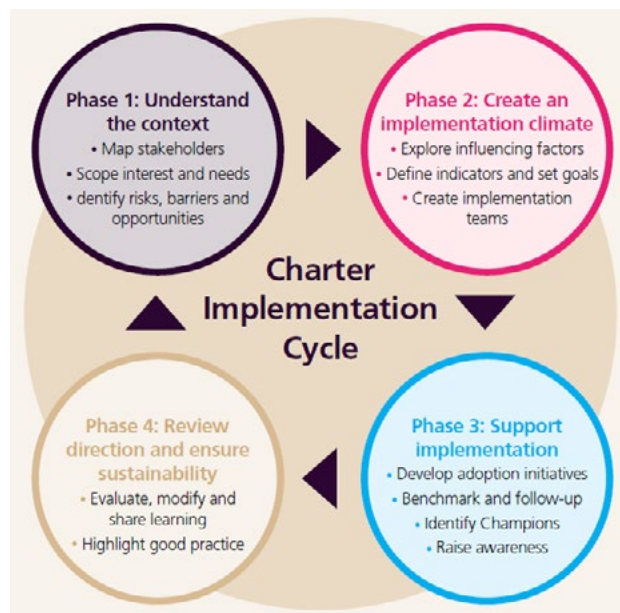 Phase 1: Understand
the context
• Map stakeholders
• Scope interest and needs
• dentify risks, barriers and
opportunities
Phase 2: Create an
implementation climate
• Explore influencing factors
• Define indicators and set goals
• Create implementation
teams
Charter
Implementation
Cycle
Phase 4: Review
direction and ensure
sustainability
• Evaluate, modify and
share learning
• Highlight good practice
Phase 3: Support
implementation
• Develop adoption initiatives
• Benchmark and follow-up
• Identify Champions
• Raise awareness